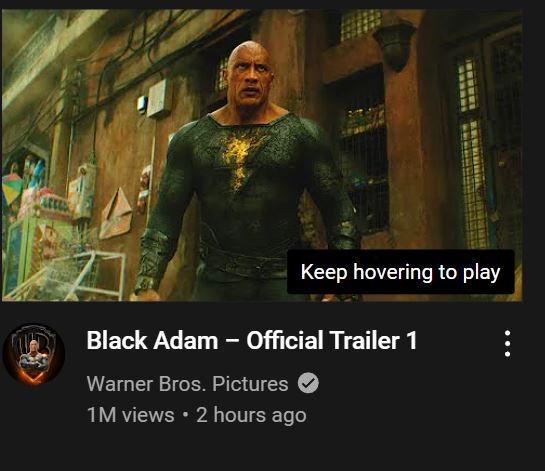 Keep hovering to play
Black Adam – Official Trailer 1
Warner Bros. Pictures
1M views • 2 hours ago